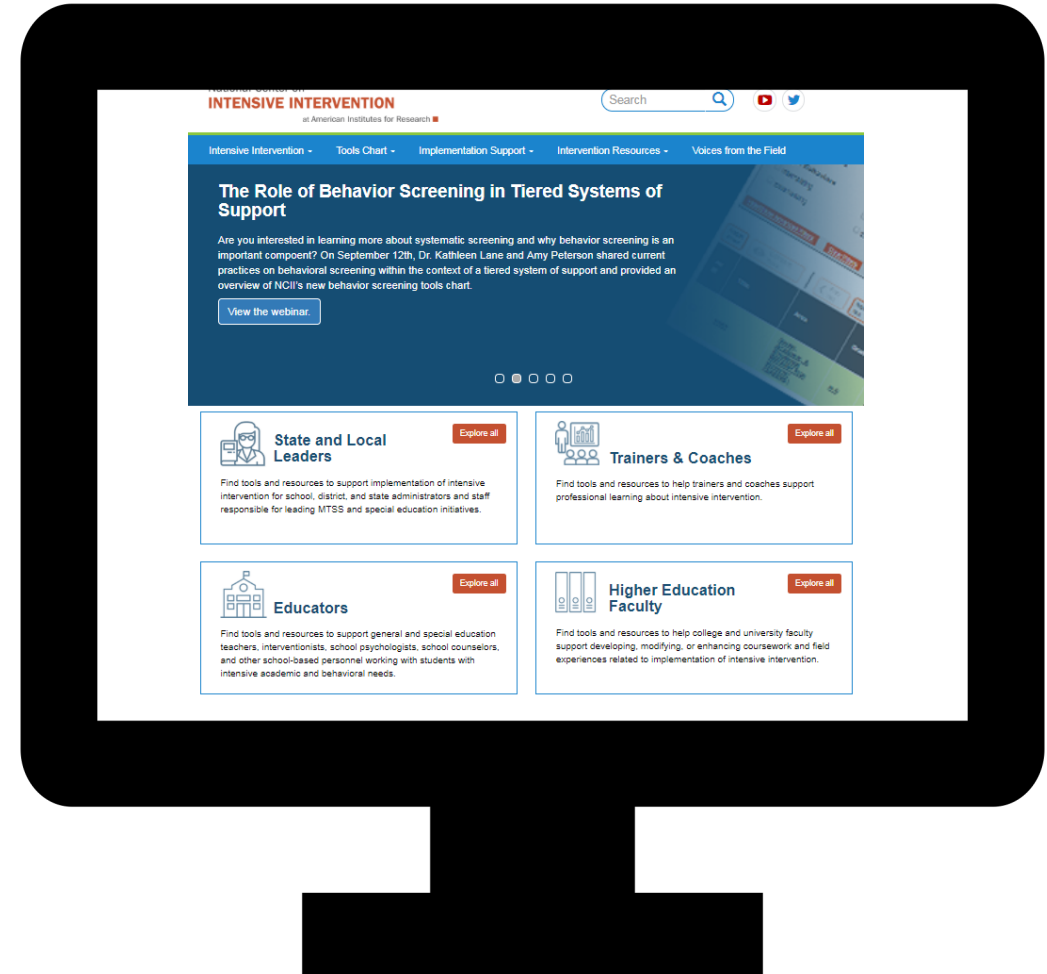 National Center on
INTENSIVE INTERVENTION
at American Institutes for Research
Search
Intensive Intervention
Tools Chart
Implementation Support
Intervention Resources
Voices from the Field
The Role of Behavior Screening in Tiered Systems of
Support
Are you interested in learning more about systematic screening and why behavior screening is an
important compoent? On September 12th, Dr. Kathleen Lane and Amy Peterson shared current
practices on behavioral screening within the context of a tiered system of support and provided an
overview of NCII's new behavior screening tools chart.
View the webinar.
State and Local
Leaders
Explore all
Find tools and resources to support implementation of intensive
intervention for school, district, and state administrators and staff
responsible for leading MTSS and special education initiatives.
Trainers & Coaches
Explore all
Find tools and resources to help trainers and coaches support
professional learning about intensive intervention.
Educators
Explore all
Find tools and resources to support general and special education
teachers, interventionists, school psychologists, school counselors,
and other school-based personnel working with students with
intensive academic and behavioral needs.
Higher Education
Faculty
Explore all
Find tools and resources to help college and university faculty
support developing, modifying, or enhancing coursework and field
experiences related to implementation of intensive intervention.